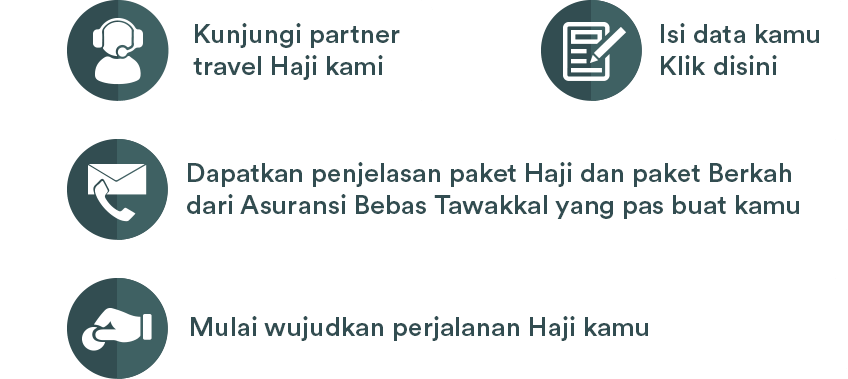 Kunjungi partner
travel Haji kami
Isi data kamu
Klik disini
Dapatkan penjelasan paket Haji dan paket Berkah
dari Asuransi Bebas Tawakkal yang pas buat kamu
Mulai wujudkan perjalanan Haji kamu